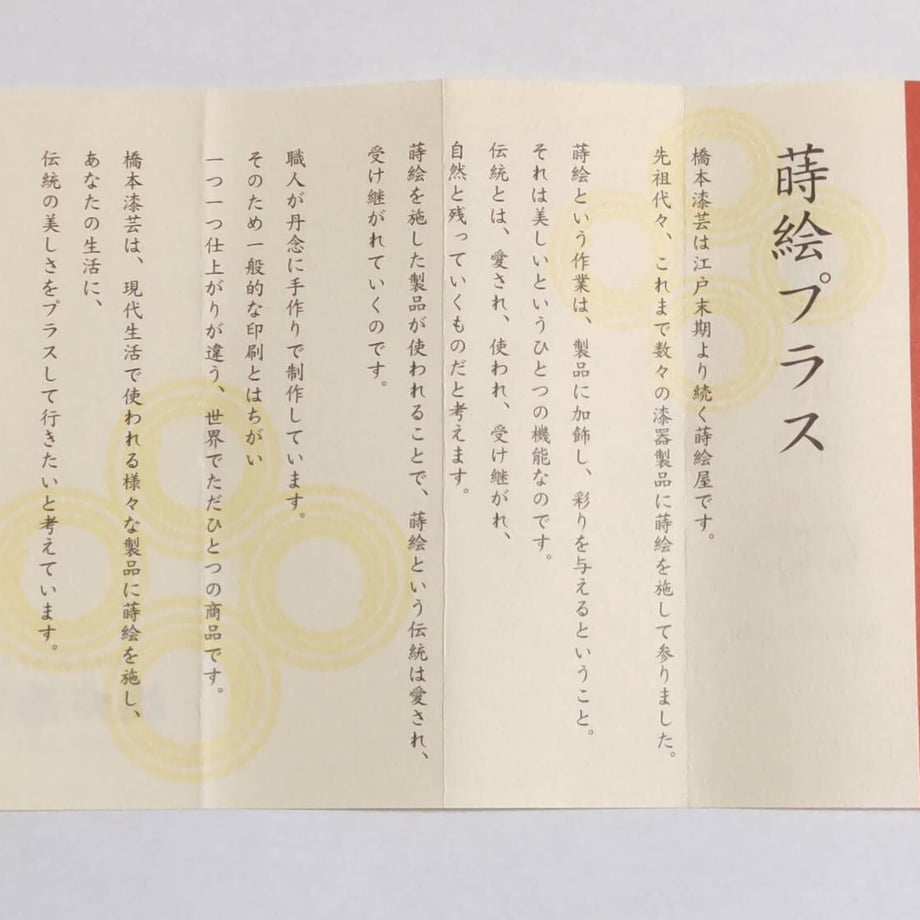 蒔絵プラス
橋本漆芸は江戸末期より続く蒔絵屋です。
先祖代々、これまで数々の漆器製品に蒔絵を施して参りました。
蒔絵という作業は、製品に加飾し、彩りを与えるということ。
それは美しいというひとつの機能なのです。
伝統とは、愛され、使われ、受け継がれ、
自然と残っていくものだと考えます。
蒔絵を施した製品が使われることで、蒔絵という伝統は愛され、
受け継がれていくのです。
職人が丹念に手作りで制作しています。
そのため一般的な印刷とはちがい
一つ一つ仕上がりが違う、世界でただひとつの商品です。
橋本漆芸は、現代生活で使われる様々な製品に蒔絵を施し、
あなたの生活に、
伝統の美しさをプラスして行きたいと考えています。